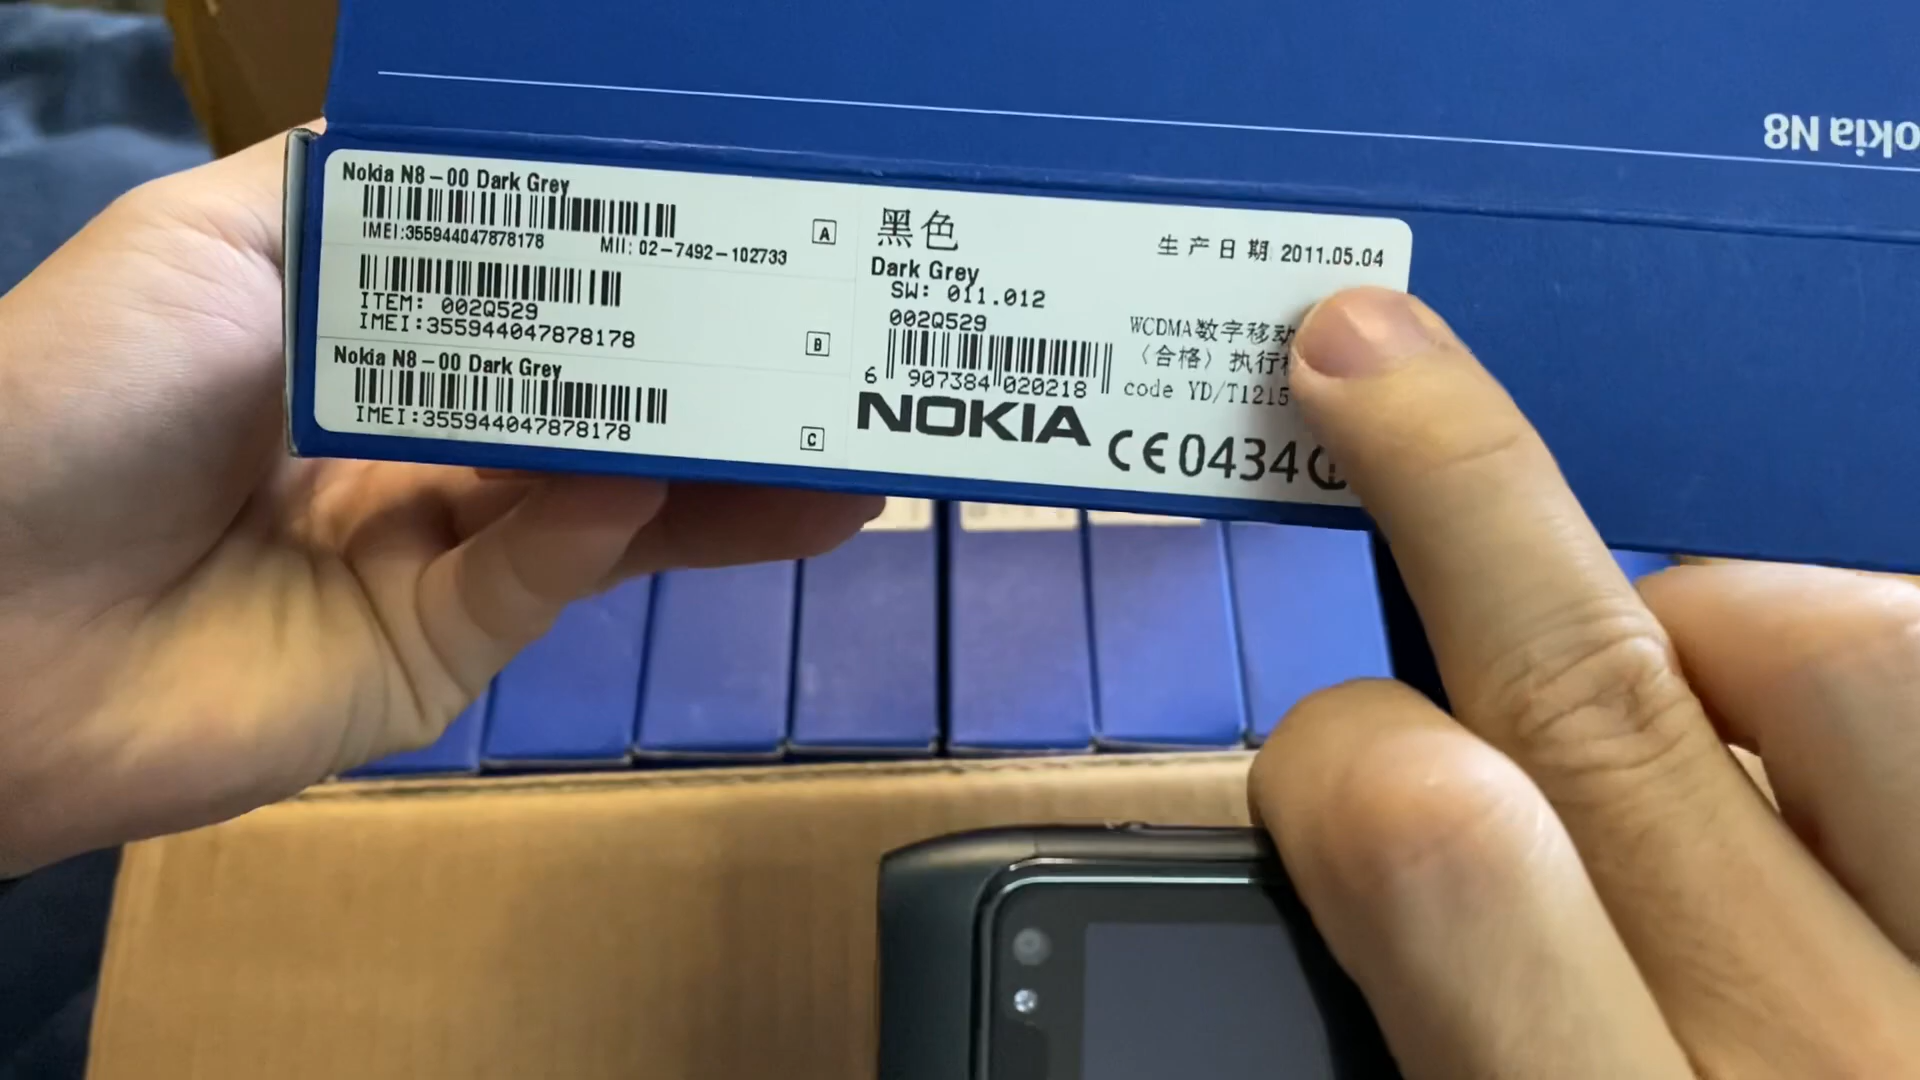 Nokia N8
Nokia N8-00 Dark Grey
IMEI:355944047878178 MII: 02-7492-102733
A
ITEM: 002Q529
IMEI:355944047878178
B
Nokia N8-00 Dark Grey
IMEI:355944047878178
C
黑色
生产日期 2011.05.04
Dark Grey
SW: 011.012
002Q529
6 907384 020218
WCDMA数字移动
(合格) 执行
code YD/T1215
NOKIA
CE0434